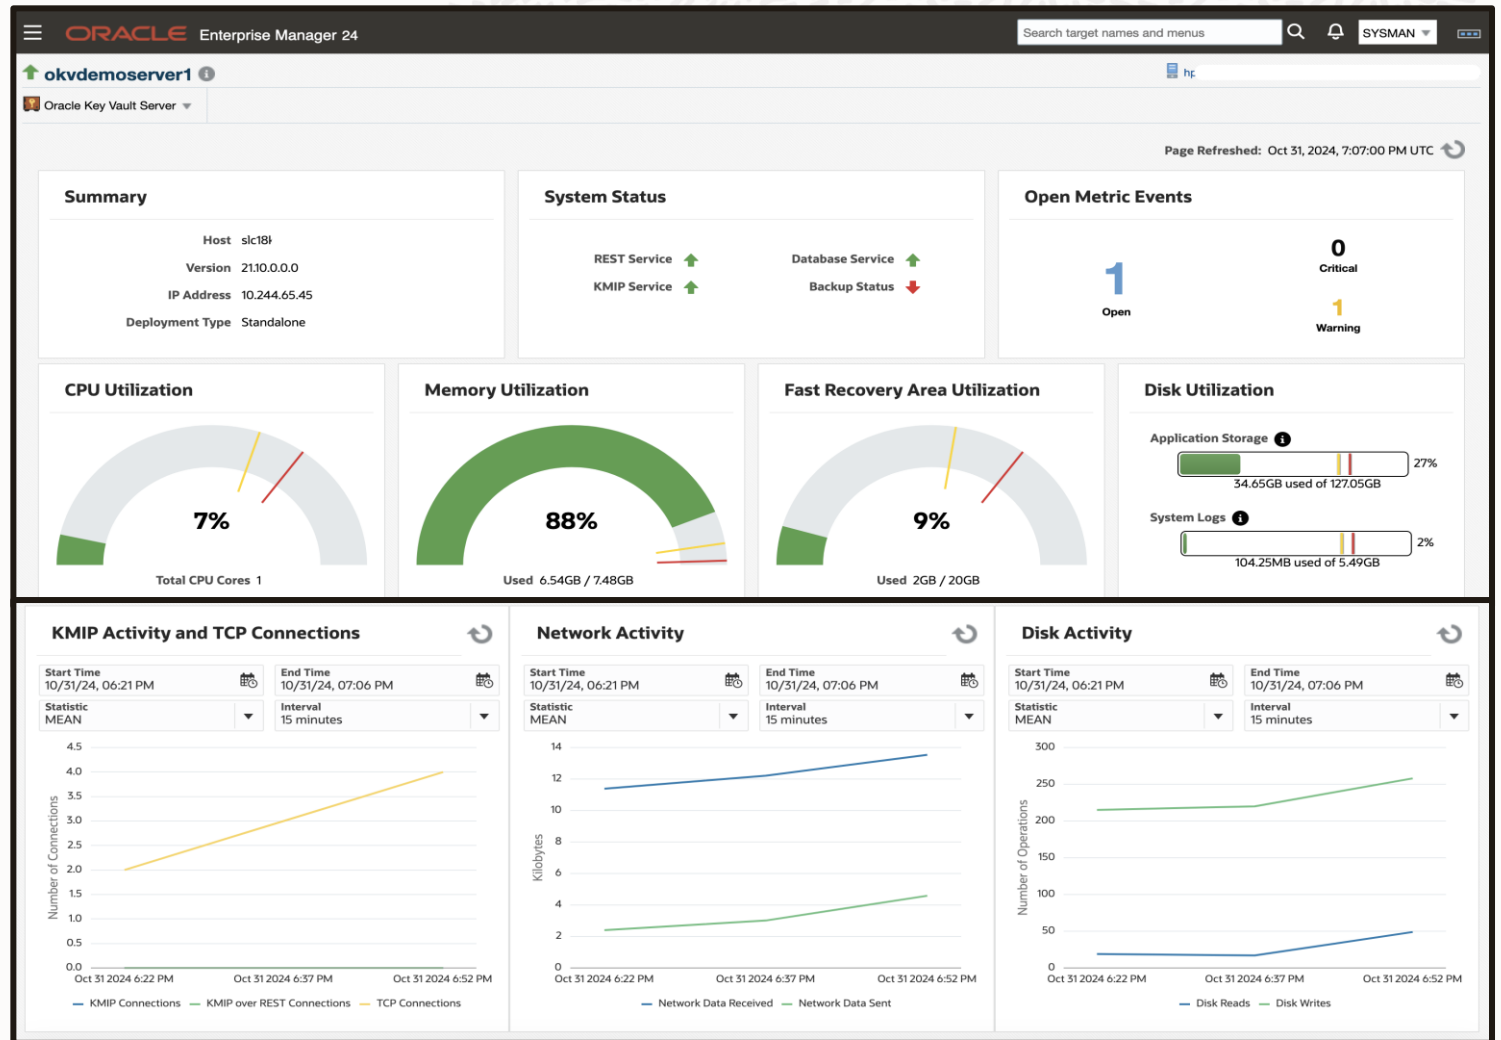 ORACLE Enterprise Manager 24
Search target names and menus
SYSMAN
okvdemoserver1
Oracle Key Vault Server
Page Refreshed: Oct 31, 2024, 7:07:00 PM UTC
Summary
Host slc18
Version 21.10.0.0.0
IP Address 10.244.65.45
Deployment Type Standalone
System Status
REST Service
Database Service
KMIP Service
Backup Status
Open Metric Events
1
Open
0
Critical
1
Warning
CPU Utilization
7%
Total CPU Cores 1
Memory Utilization
88%
Used 6.54GB / 7.48GB
Fast Recovery Area Utilization
9%
Used 2GB / 20GB
Disk Utilization
Application Storage
27%
34.65GB used of 127.05GB
System Logs
2%
104.25MB used of 5.49GB
KMIP Activity and TCP Connections
Start Time
10/31/24, 06:21 PM
End Time
10/31/24, 07:06 PM
Statistic
MEAN
Interval
15 minutes
Number of Connections
4.5
4.0
3.5
3.0
2.5
2.0
1.5
1.0
0.5
0.0
Oct 31 2024 6:22 PM
Oct 31 2024 6:37 PM
Oct 31 2024 6:52 PM
KMIP Connections
KMIP over REST Connections
TCP Connections
Network Activity
Start Time
10/31/24, 06:21 PM
End Time
10/31/24, 07:06 PM
Statistic
MEAN
Interval
15 minutes
Kilobytes
14
12
10
8
6
4
2
0
Oct 31 2024 6:22 PM
Oct 31 2024 6:37 PM
Oct 31 2024 6:52 PM
Network Data Received
Network Data Sent
Disk Activity
Start Time
10/31/24, 06:21 PM
End Time
10/31/24, 07:06 PM
Statistic
MEAN
Interval
15 minutes
Number of Operations
300
250
200
150
100
50
0
Oct 31 2024 6:22 PM
Oct 31 2024 6:37 PM
Oct 31 2024 6:52 PM
Disk Reads
Disk Writes